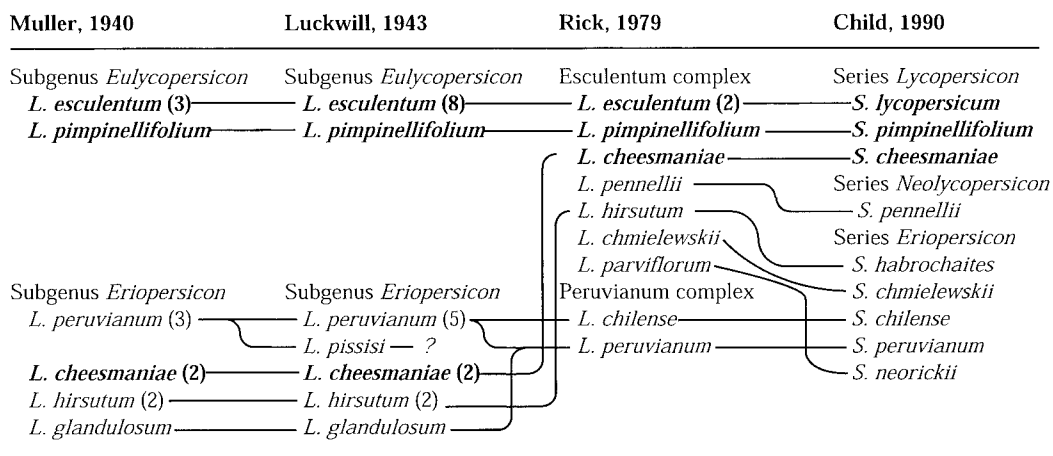 Muller, 1940 Luckwill, 1943 Rick, 1979 Child, 1990
Subgenus Eulycopersicon Subgenus Eulycopersicon Esculentum complex Series Lycopersicon
L. esculentum (3) L. esculentum (8) L. esculentum (2) S. lycopersicum
L. pimpinellifolium L. pimpinellifolium L. pimpinellifolium S. pimpinellifolium
L. cheesmaniae S. cheesmaniae
L. pennellii Series Neolycopersicon
L. hirsutum S. pennellii
L. chmielewskii Series Eriopersicon
L. parviflorum S. habrochaites
Subgenus Eriopersicon Subgenus Eriopersicon Peruvianum complex S. chmielewskii
L. peruvianum (3) L. peruvianum (5) L. chilense S. chilense
L. pissisi ? L. peruvianum S. peruvianum
L. cheesmaniae (2) L. cheesmaniae (2) S. neorickii
L. hirsutum (2) L. hirsutum (2)
L. glandulosum L. glandulosum